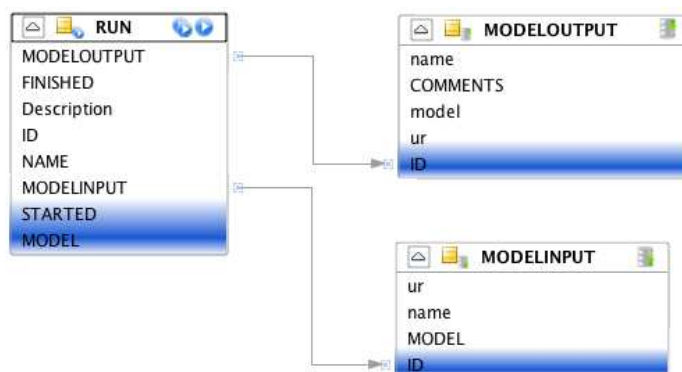 RUN
MODELOUTPUT
FINISHED
Description
ID
NAME
MODELINPUT
STARTED
MODEL
MODELOUTPUT
name
COMMENTS
model
ur
ID
MODELINPUT
ur
name
MODEL
ID